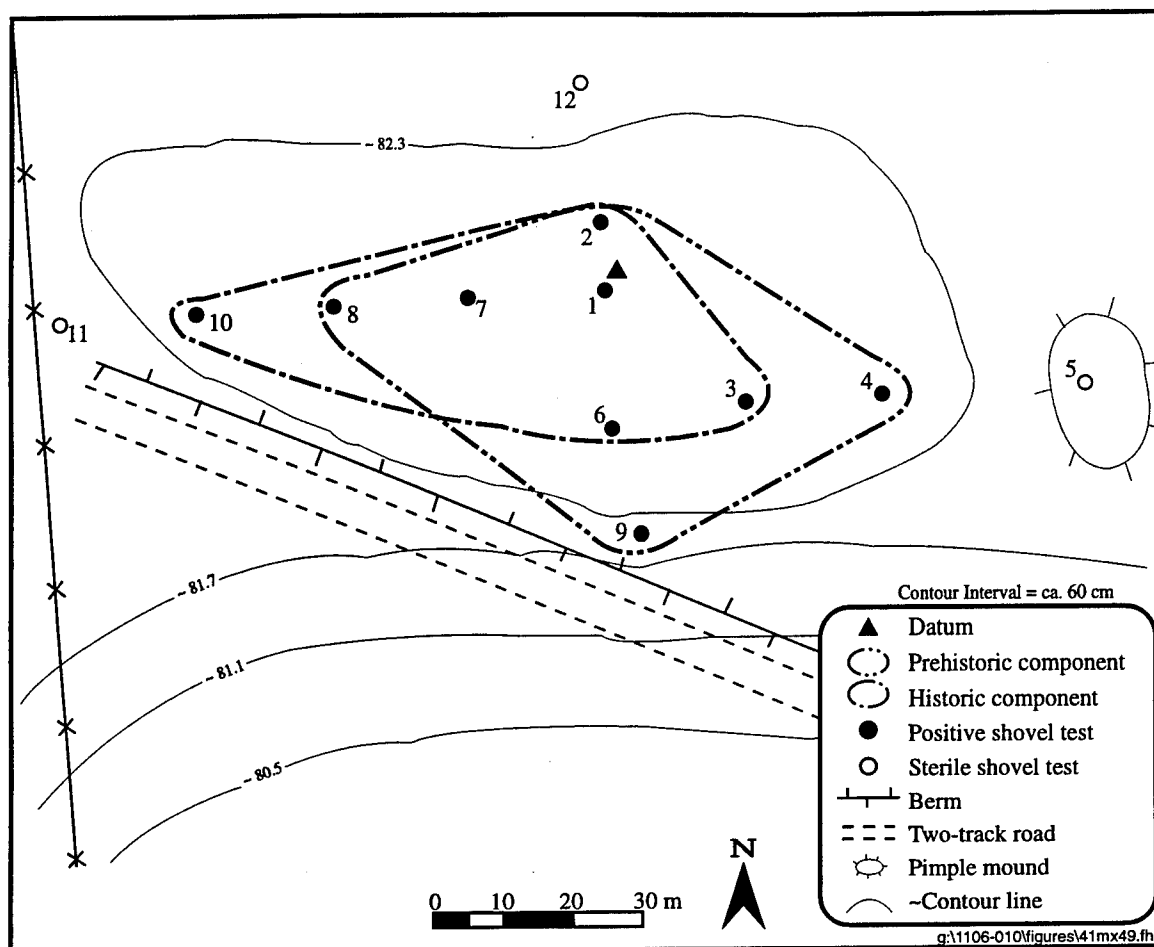 12
~ 82.3
2
1
10
8
7
11
3
4
5
6
9
~ 81.7
~ 81.1
~ 80.5
Contour Interval = ca. 60 cm
Datum
Prehistoric component
Historic component
Positive shovel test
Sterile shovel test
Berm
Two-track road
Pimple mound
~Contour line
N
0 10 20 30 m
g:\1106-010\figures\41mx49.fh